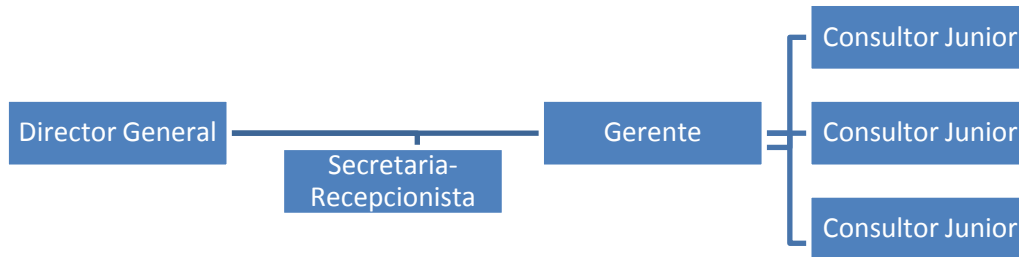 Director General
Secretaria-
Recepcionista
Gerente
Consultor Junior
Consultor Junior
Consultor Junior